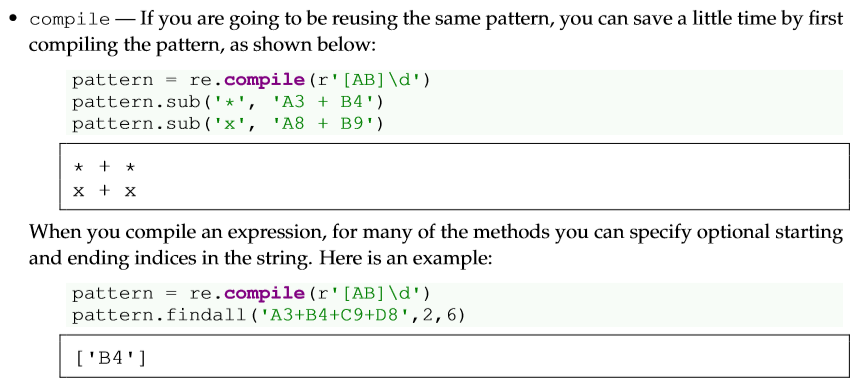 • compile — If you are going to be reusing the same pattern, you can save a little time by first
compiling the pattern, as shown below:
pattern = re.compile(r'[AB]\d')
pattern.sub('*', 'A3 + B4')
pattern.sub('x', 'A8 + B9')
* + *
x + x
When you compile an expression, for many of the methods you can specify optional starting
and ending indices in the string. Here is an example:
pattern = re.compile(r'[AB]\d')
pattern.findall('A3+B4+C9+D8',2,6)
['B4']